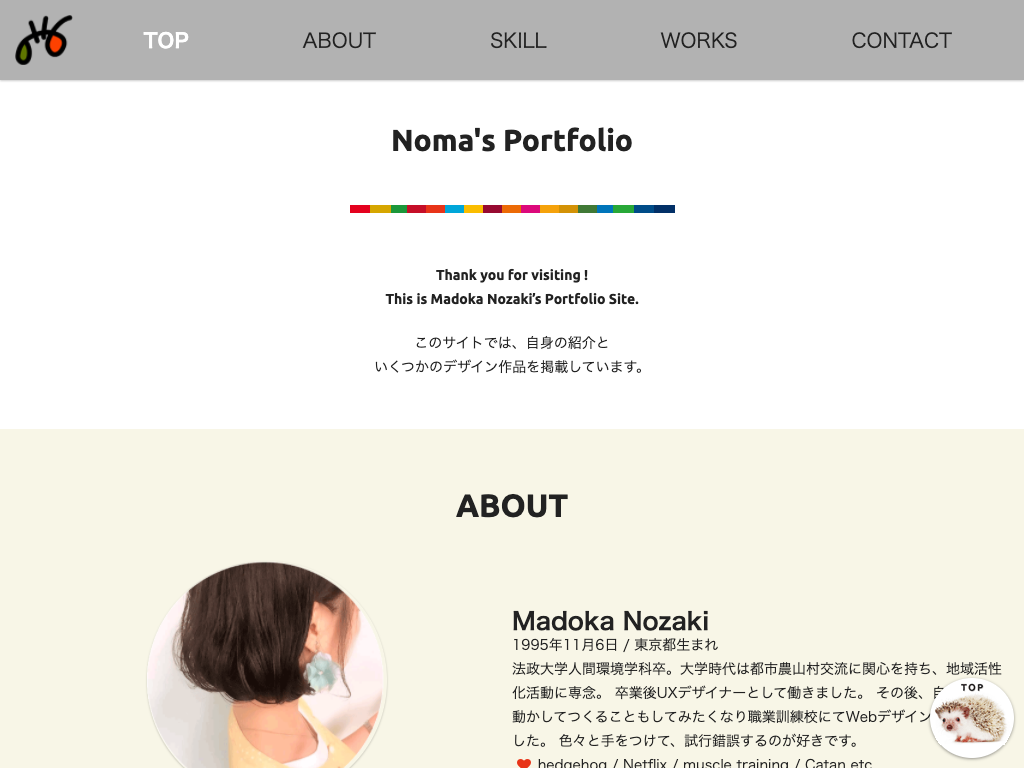 TOP
ABOUT
SKILL
WORKS
CONTACT
Noma's Portfolio
Thank you for visiting !
This is Madoka Nozaki’s Portfolio Site.
このサイトでは、自身の紹介と
いくつかのデザイン作品を掲載しています。
ABOUT
Madoka Nozaki
1995年11月6日 / 東京都生まれ
法政大学人間環境学科卒。大学時代は都市農山村交流に関心を持ち、地域活性
化活動に専念。 卒業後UXデザイナーとして働きました。 その後、
動かしてつくることもしてみたくなり職業訓練校にてWebデザイン
した。 色々と手をつけて、試行錯誤するのが好きです。
hedgehog / Netflix / muscle training / Catan etc
TOP